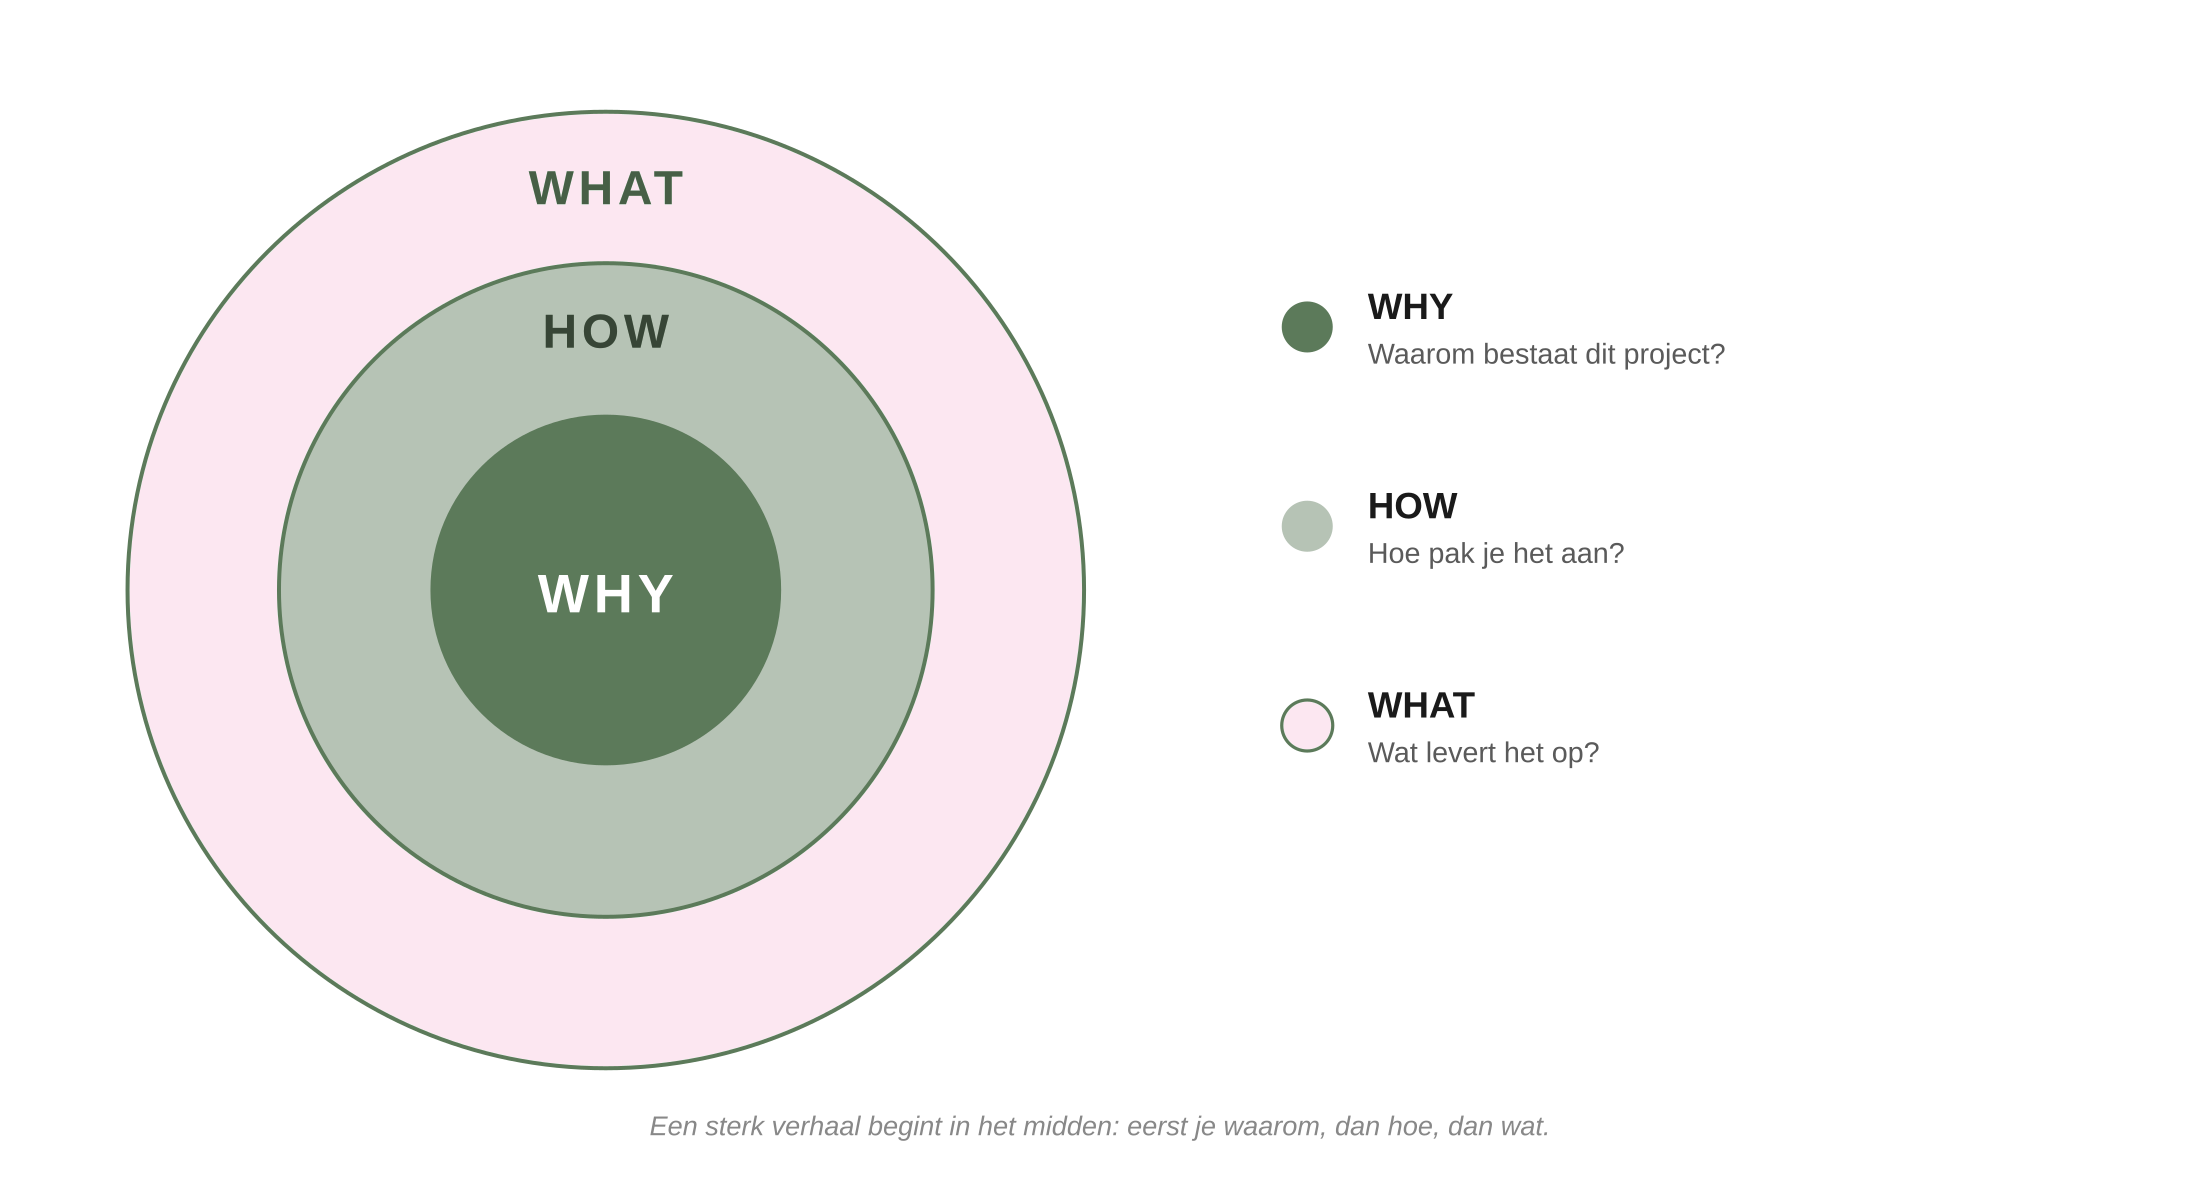 WHAT
HOW
WHY
WHY
Waarom bestaat dit project?
HOW
Hoe pak je het aan?
WHAT
Wat levert het op?
Een sterk verhaal begint in het midden: eerst je waarom, dan hoe, dan wat.